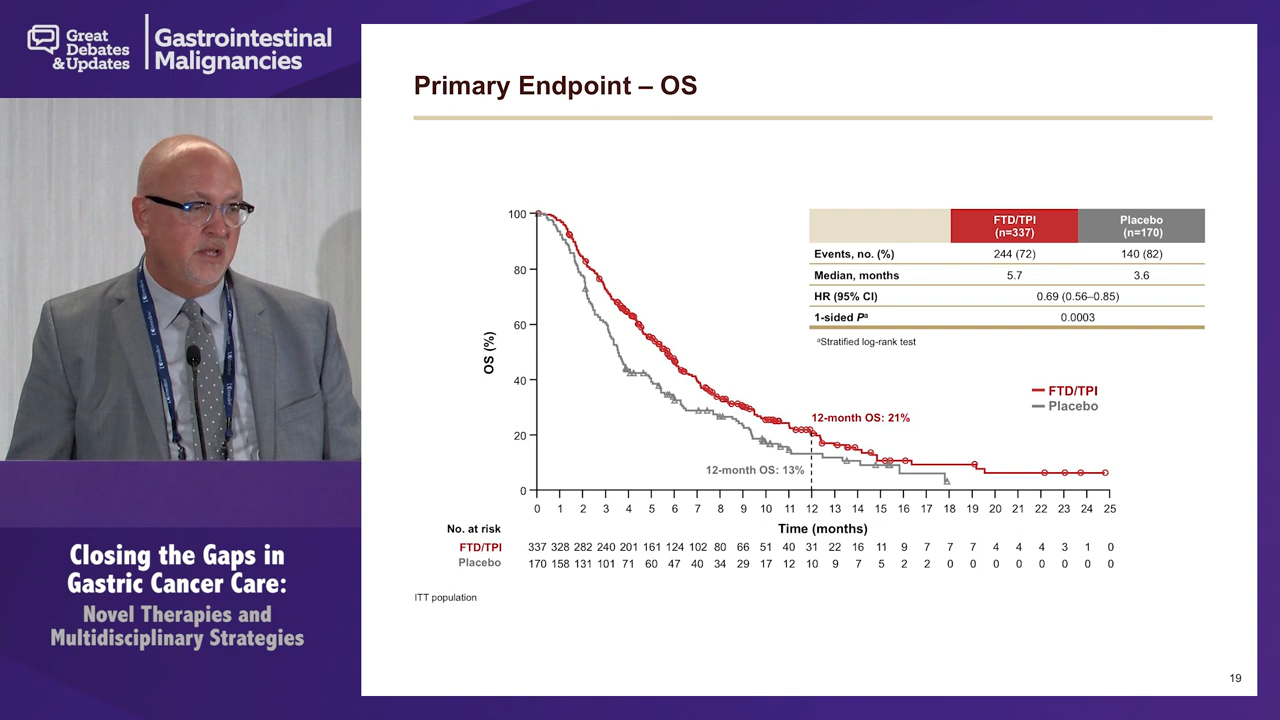 Great
Debates
& Updates
Gastrointestinal
Malignancies
Primary Endpoint – OS
OS (%)
100
80
60
40
20
0
FTD/TPI
(n=337)
Placebo
(n=170)
Events, no. (%) 244 (72) 140 (82)
Median, months 5.7 3.6
HR (95% CI) 0.69 (0.56–0.85)
1-sided Pᵃ 0.0003
ᵃStratified log-rank test
FTD/TPI
Placebo
12-month OS: 21%
12-month OS: 13%
0 1 2 3 4 5 6 7 8 9 10 11 12 13 14 15 16 17 18 19 20 21 22 23 24 25
No. at risk
Time (months)
FTD/TPI 337 328 282 240 201 161 124 102 80 66 51 40 31 22 16 11 9 7 7 7 4 4 4 3 1 0
Placebo 170 158 131 101 71 60 47 40 34 29 17 12 10 9 7 5 2 2 0 0 0 0 0 0 0 0
ITT population
19
Closing the Gaps in
Gastric Cancer Care:
Novel Therapies and
Multidisciplinary Strategies